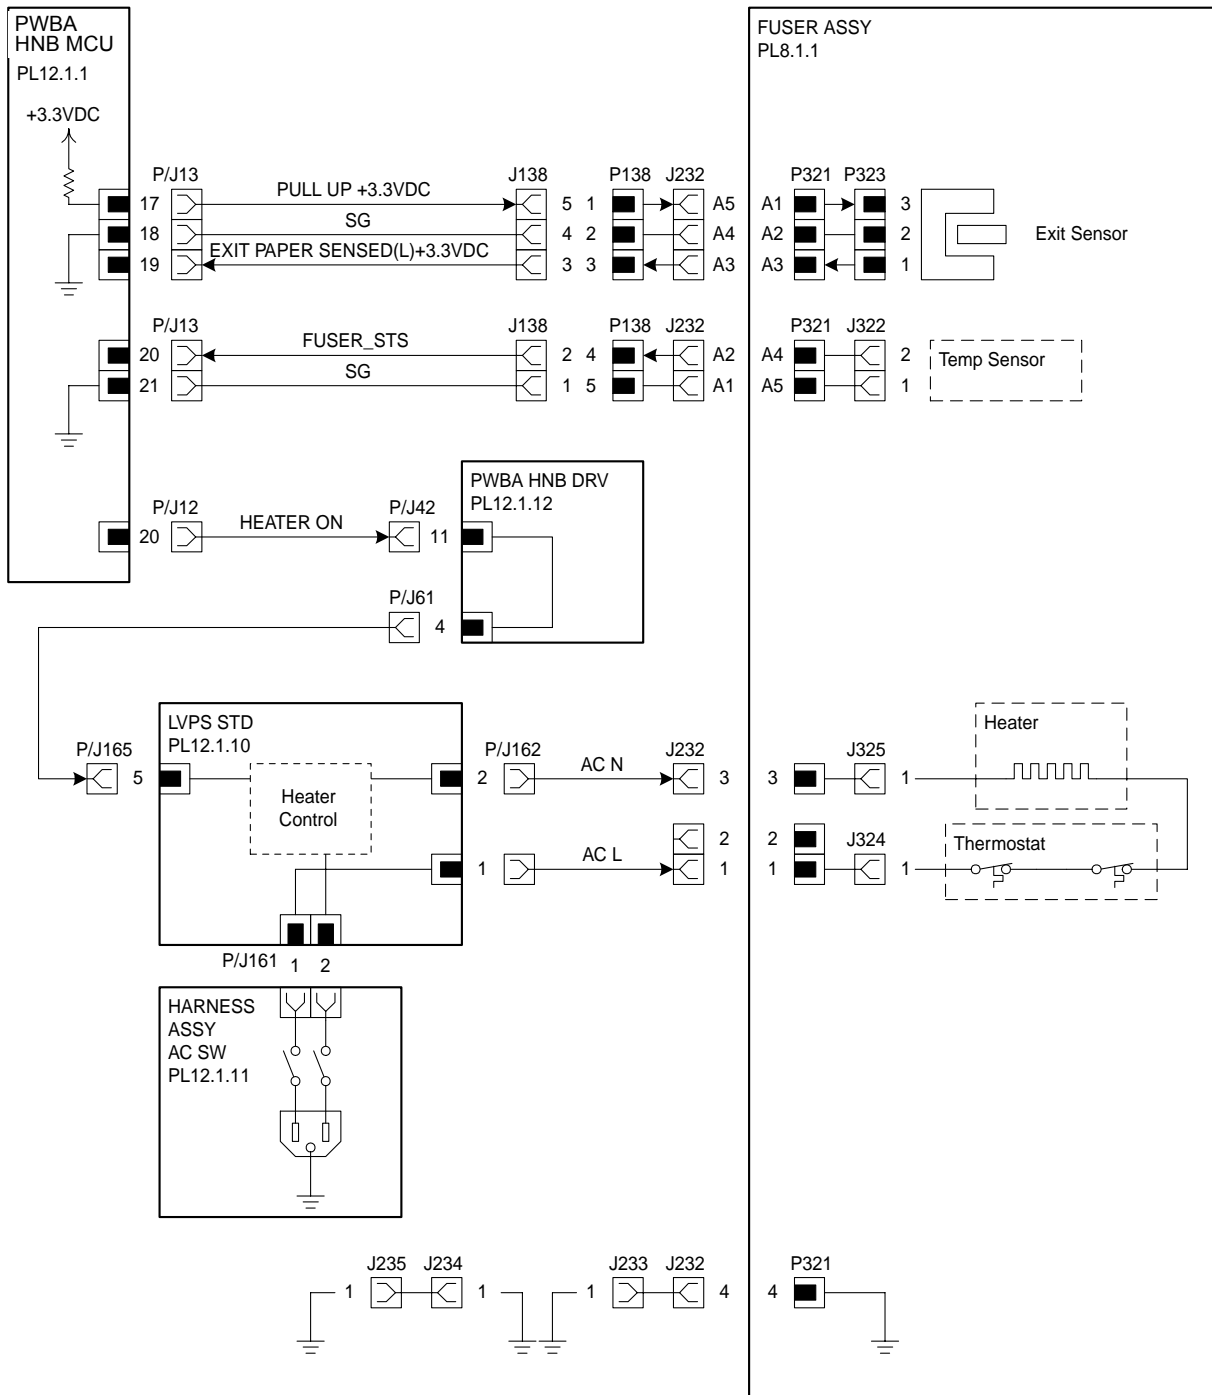 PWBA
HNB MCU
PL12.1.1
+3.3VDC
FUSER ASSY
PL8.1.1
P/J13 J138 P138 J232 P321 P323
17 PULL UP +3.3VDC 5 1 A5 A1 3
18 SG 4 2 A4 A2 2 Exit Sensor
19 EXIT PAPER SENSED(L)+3.3VDC 3 3 A3 A3 1
P/J13 J138 P138 J232 P321 J322
20 FUSER_STS 2 4 A2 A4 2 Temp Sensor
21 SG 1 5 A1 A5 1
PWBA HNB DRV
PL12.1.12
P/J12 P/J42
20 HEATER ON 11
P/J61
4
LVPS STD
PL12.1.10
Heater
P/J165 P/J162 J232 J325
5 2 AC N 3 3 1
Heater
Control
2 2 J324 Thermostat
1 AC L 1 1 1
P/J161 1 2
HARNESS
ASSY
AC SW
PL12.1.11
J235 J234 J233 J232 P321
1 1 1 4 4